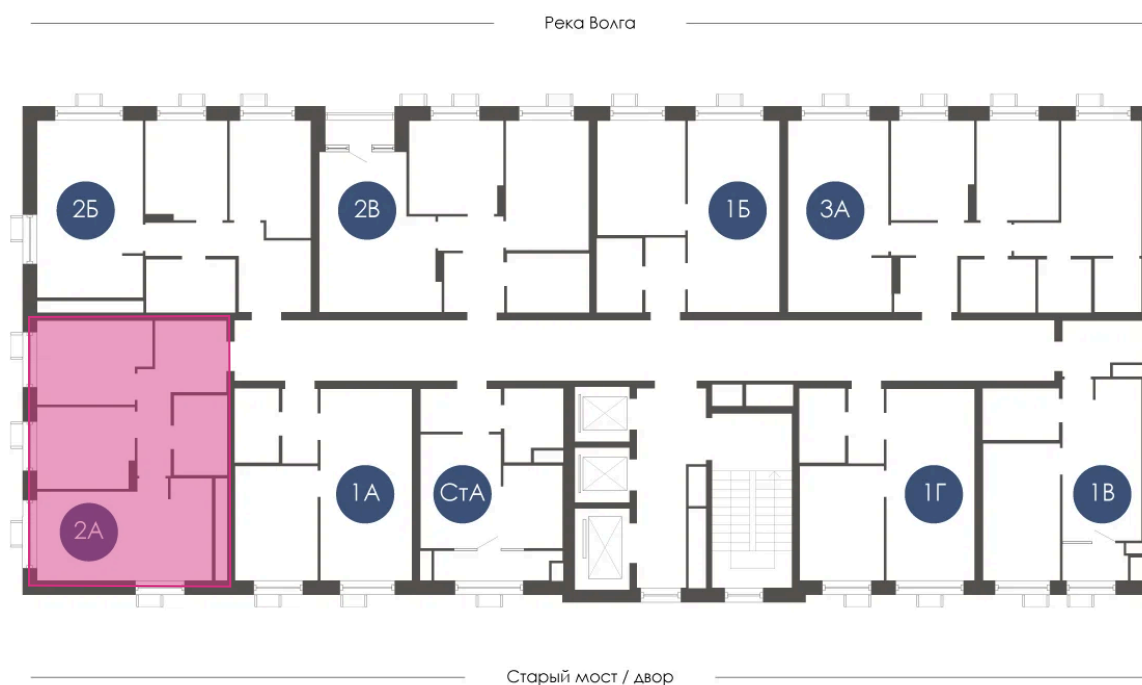 Река Волга
2Б
2В
1Б
3А
2А
1А
СтА
1Г
1В
Старый мост / двор